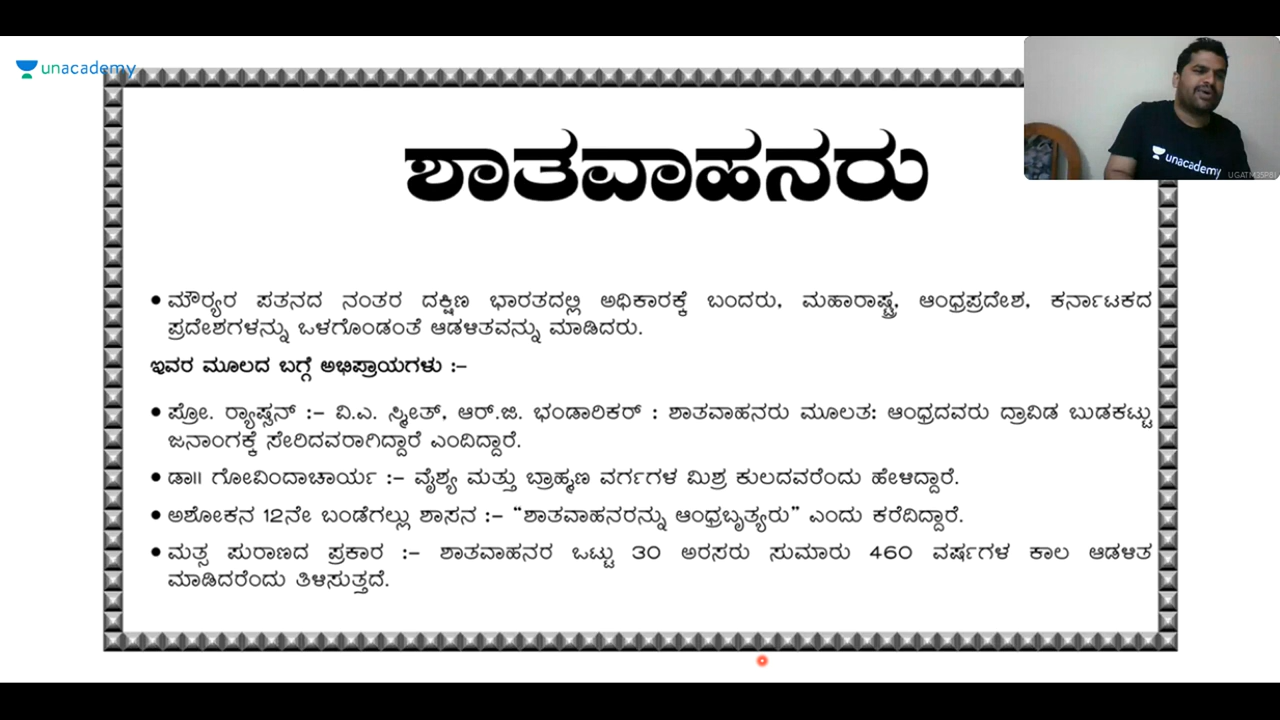 unacademy
ಶಾತವಾಹನರು
unacademy
UGATM35P.B.I
• ಮೌರ‍್ಯರ ಪತನದ ನಂತರ ದಕ್ಷಿಣ ಭಾರತದಲ್ಲಿ ಅಧಿಕಾರಕ್ಕೆ ಬಂದರು, ಮಹಾರಾಷ್ಟ್ರ, ಆಂಧ್ರಪ್ರದೇಶ, ಕರ್ನಾಟಕದ
ಪ್ರದೇಶಗಳನ್ನು ಒಳಗೊಂಡಂತೆ ಆಡಳಿತವನ್ನು ಮಾಡಿದರು.
ಇವರ ಮೂಲದ ಬಗ್ಗೆ ಅಭಿಪ್ರಾಯಗಳು :–
• ಪ್ರೋ. ರ‍್ಯಾಪ್ಸನ್ :– ವಿ.ಎ. ಸ್ಮೀತ್, ಆರ್.ಜಿ. ಭಂಡಾರಿಕರ್ : ಶಾತವಾಹನರು ಮೂಲತಃ ಆಂಧ್ರದವರು ದ್ರಾವಿಡ ಬುಡಕಟ್ಟು
ಜನಾಂಗಕ್ಕೆ ಸೇರಿದವರಾಗಿದ್ದಾರೆ ಎಂದಿದ್ದಾರೆ.
• ಡಾ॥ ಗೋವಿಂದಾಚಾರ್ಯ :– ವೈಶ್ಯ ಮತ್ತು ಬ್ರಾಹ್ಮಣ ವರ್ಗಗಳ ಮಿಶ್ರ ಕುಲದವರೆಂದು ಹೇಳಿದ್ದಾರೆ.
• ಅಶೋಕನ 12ನೇ ಬಂಡೆಗಲ್ಲು ಶಾಸನ :– “ಶಾತವಾಹನರನ್ನು ಆಂಧ್ರಬೃತ್ಯರು” ಎಂದು ಕರೆದಿದ್ದಾರೆ.
• ಮತ್ಸ ಪುರಾಣದ ಪ್ರಕಾರ :– ಶಾತವಾಹನರ ಒಟ್ಟು 30 ಅರಸರು ಸುಮಾರು 460 ವರ್ಷಗಳ ಕಾಲ ಆಡಳಿತ
ಮಾಡಿದರೆಂದು ತಿಳಿಸುತ್ತದೆ.